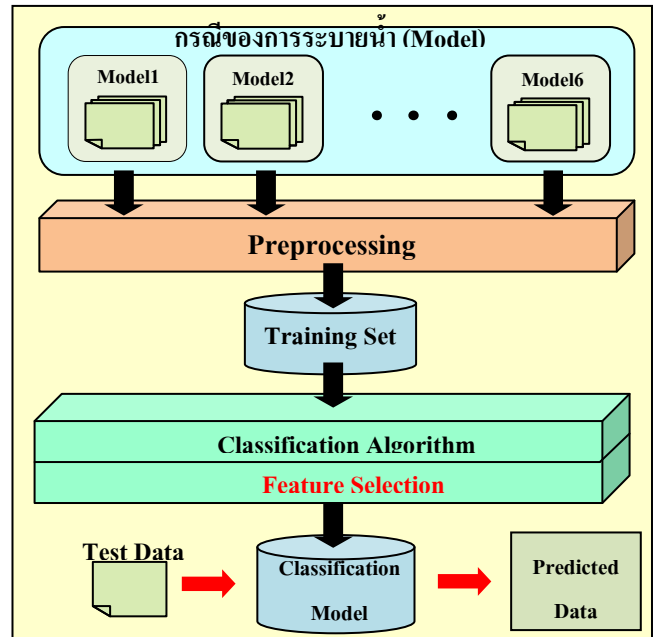 กรณีของการระบายน้ำ (Model)
Model1
Model2
. . .
Model6
Preprocessing
Training Set
Classification Algorithm
Feature Selection
Test Data
Classification
Model
Predicted
Data